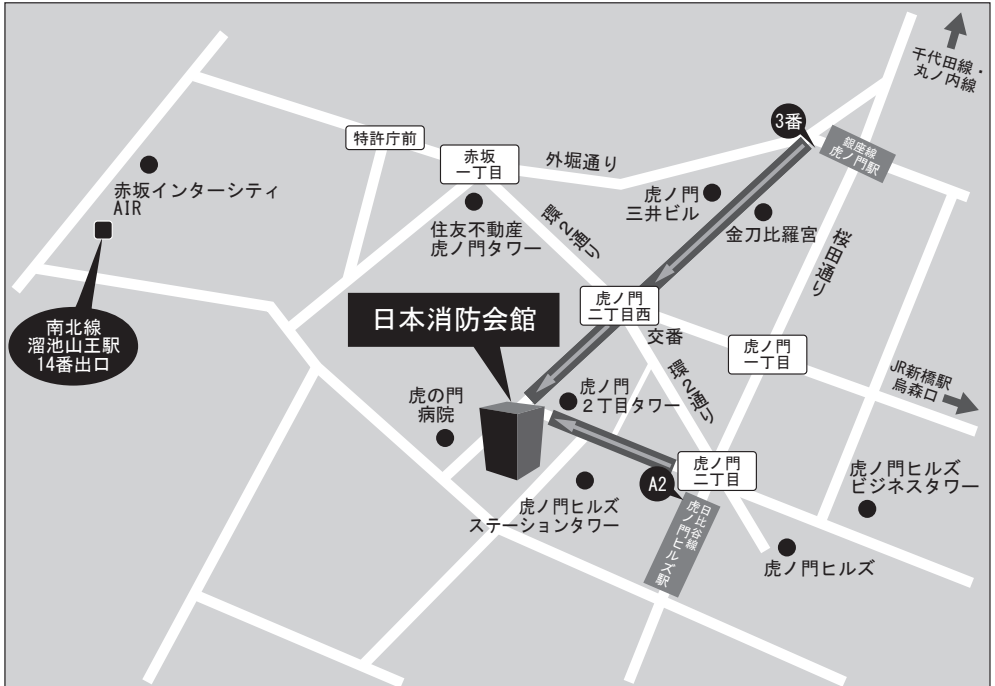 千代田線・
丸ノ内線
3番
銀座線
虎ノ門駅
特許庁前
赤坂
一丁目
外堀通り
赤坂インターシティ
AIR
住友不動産
虎ノ門タワー
環2通り
虎ノ門
三井ビル
金刀比羅宮
桜田通り
南北線
溜池山王駅
14番出口
日本消防会館
虎ノ門
二丁目西
交番
虎ノ門
一丁目
環2通り
JR新橋駅
烏森口
虎の門
病院
虎ノ門
2丁目タワー
虎ノ門
二丁目
A2
虎ノ門ヒルズ
ビジネスタワー
虎ノ門ヒルズ
ステーションタワー
日比谷線
虎ノ門ヒルズ駅
虎ノ門ヒルズ